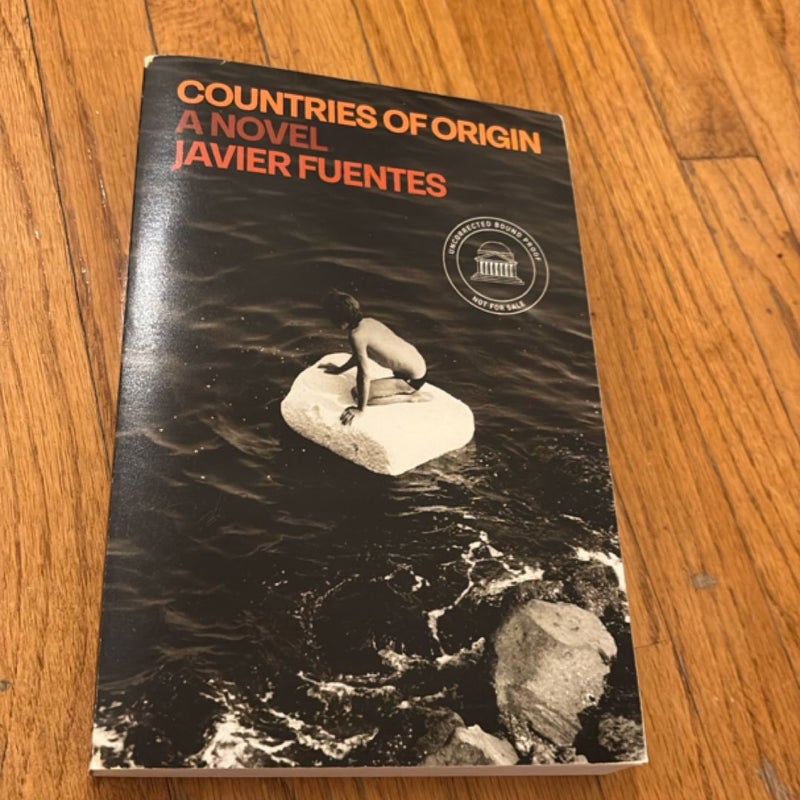 COUNTRIES OF ORIGIN
A NOVEL
JAVIER FUENTES
UNCORRECTED BOUND PROOF
NOT FOR SALE